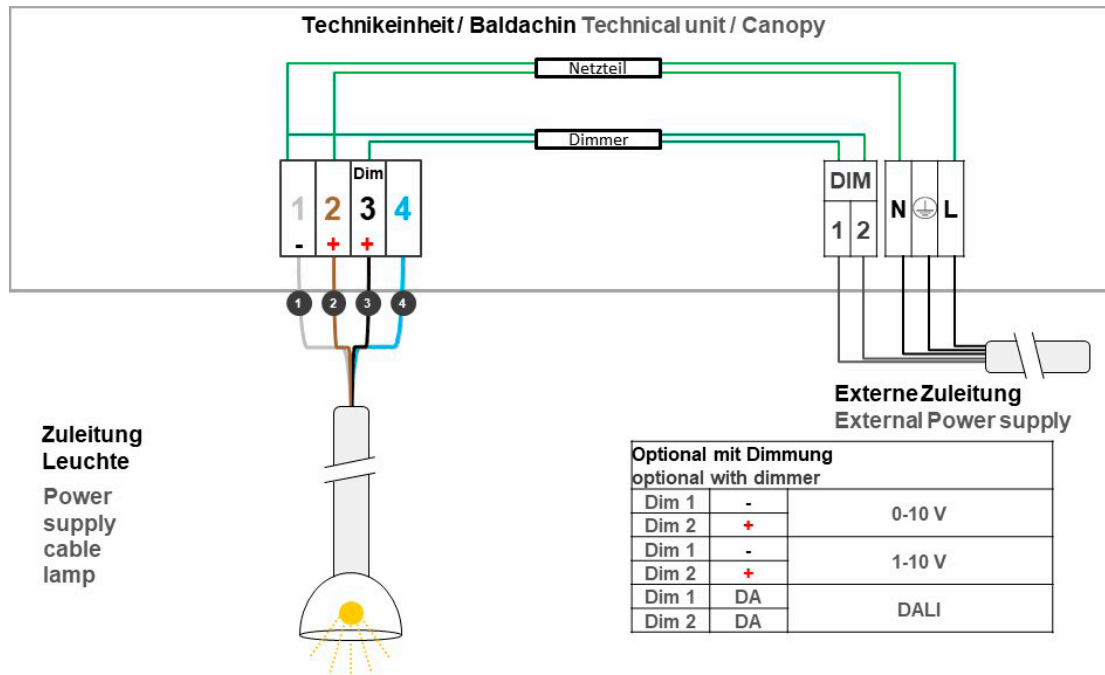 Technikeinheit / Baldachin Technical unit / Canopy
Netzteil
Dimmer
Dim
1 2 3 4
- + +
DIM
1 2
N L
1 2 3 4
Externe Zuleitung
External Power supply
Zuleitung
Leuchte
Power
supply
cable
lamp
Optional mit Dimmung
optional with dimmer
Dim 1 - 0-10 V
Dim 2 +
Dim 1 - 1-10 V
Dim 2 +
Dim 1 DA DALI
Dim 2 DA